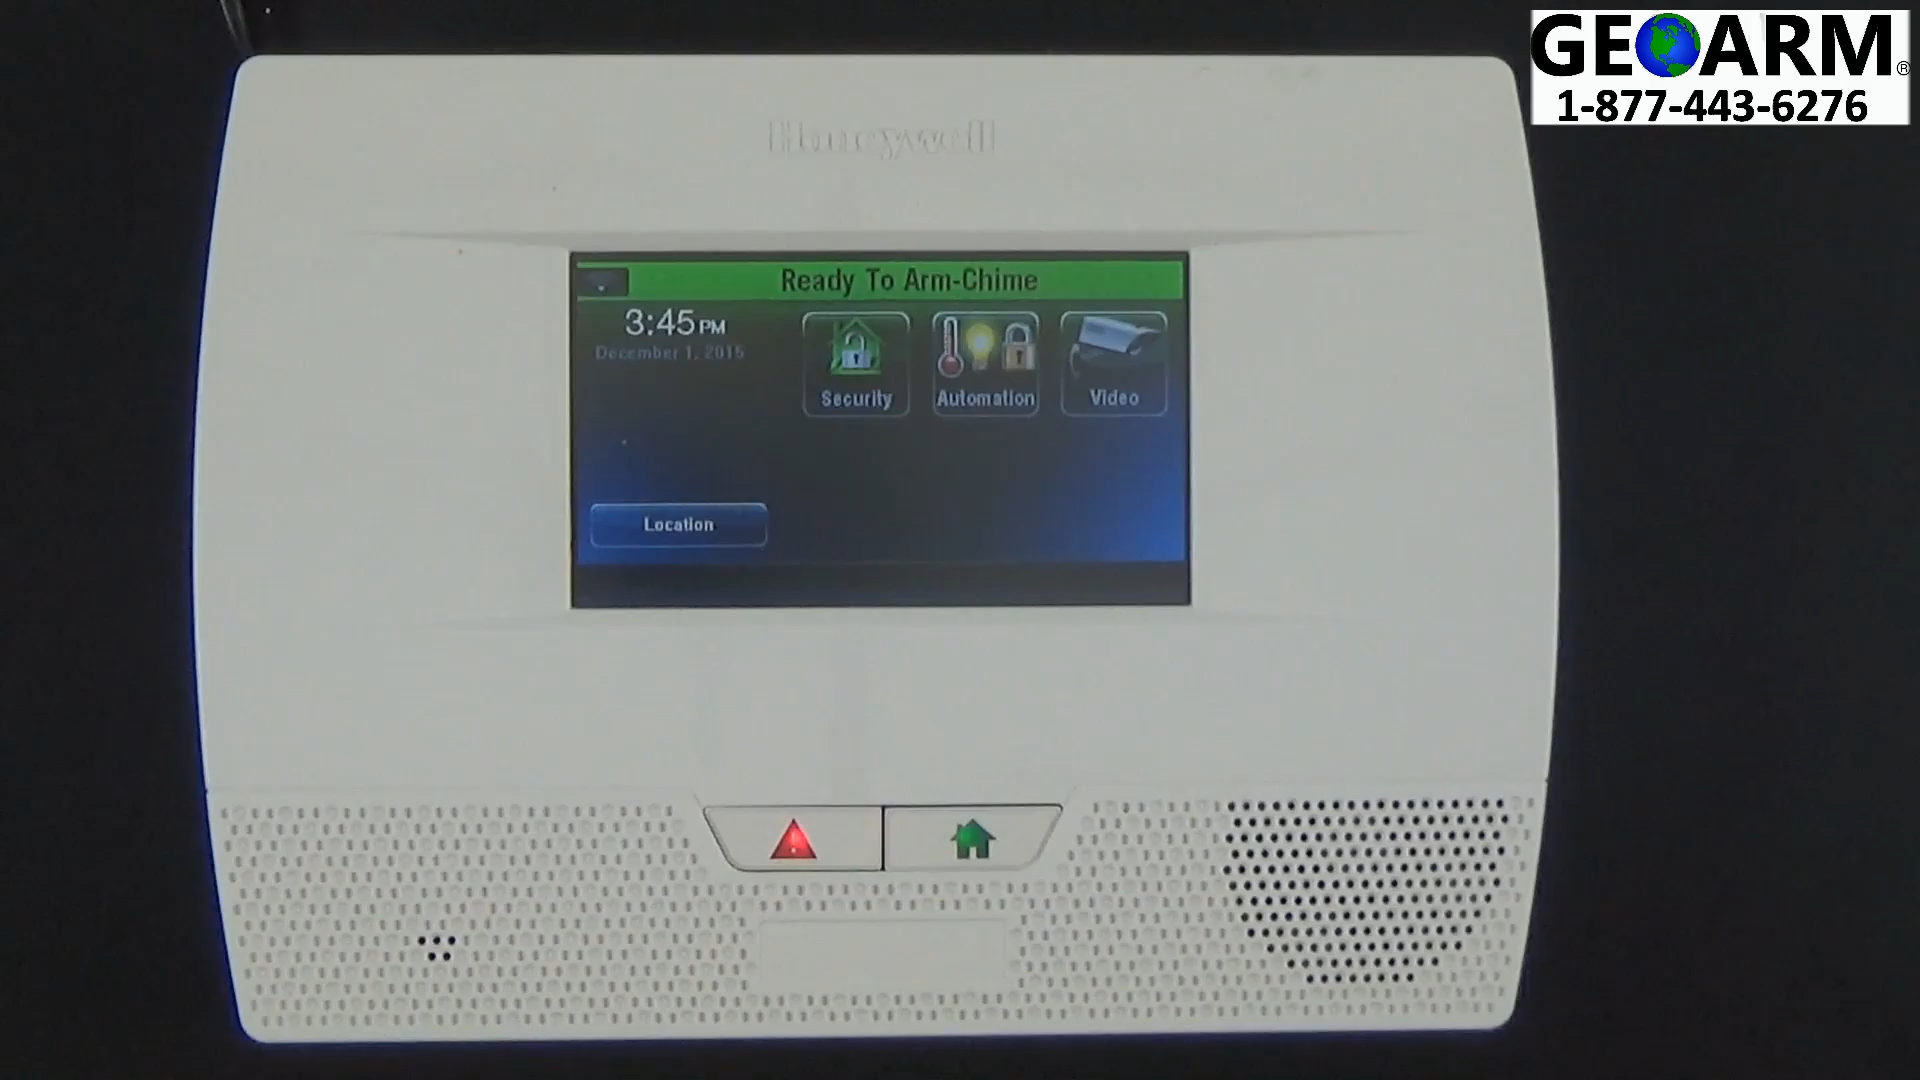 GEOARM®
1-877-443-6276
Honeywell
Ready To Arm-Chime
3:45 PM
December 1, 2015
Security
Automation
Video
Location